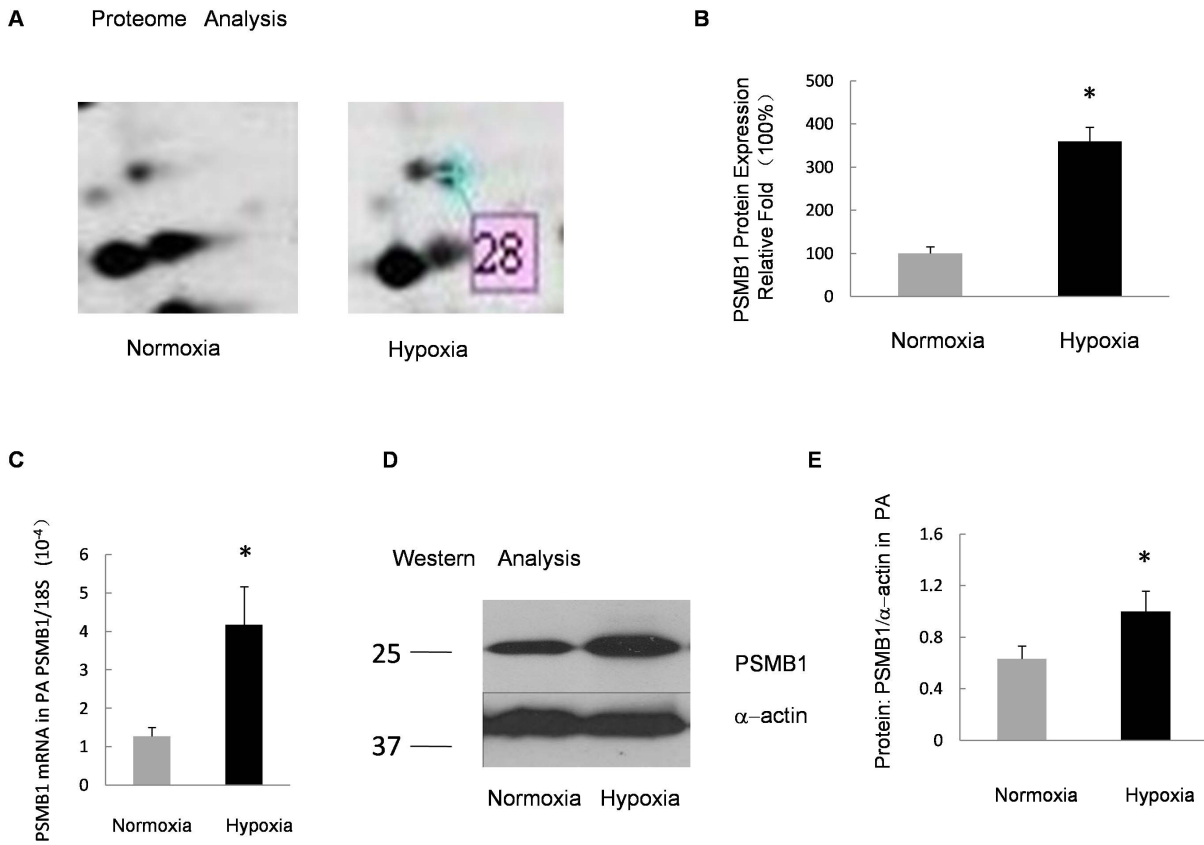 A
Proteome Analysis
28
Normoxia
Hypoxia
B
PSMB1 Protein Expression
Relative Fold （100%）
500
400
300
200
100
0
*
Normoxia
Hypoxia
C
PSMB1 mRNA in PA PSMB1/18S (10⁻⁴)
6
5
4
3
2
1
0
*
Normoxia
Hypoxia
D
Western Analysis
25
37
PSMB1
α−actin
Normoxia
Hypoxia
E
Protein: PSMB1/α−actin in PA
1.6
1.2
0.8
0.4
0
*
Normoxia
Hypoxia